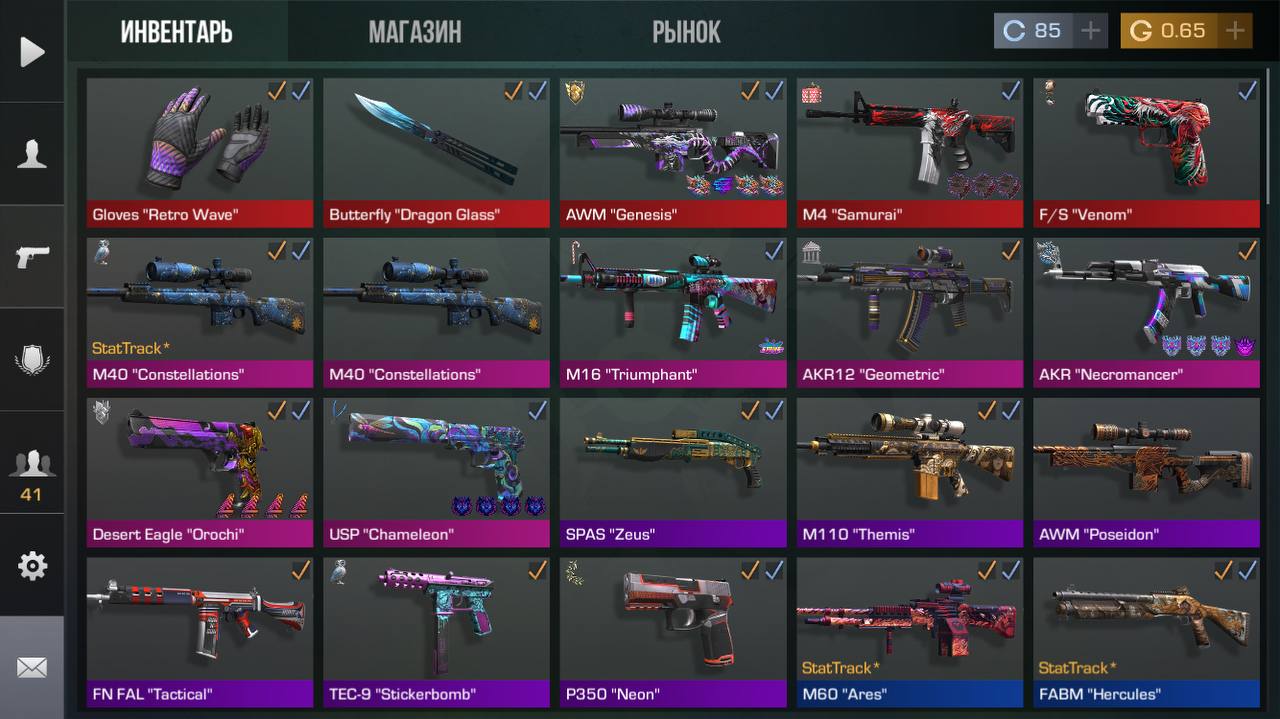 ИНВЕНТАРЬ
МАГАЗИН
РЫНОК
85
G 0.65
Gloves "Retro Wave"
Butterfly "Dragon Glass"
AWM "Genesis"
M4 "Samurai"
F/S "Venom"
StatTrack*
M40 "Constellations"
M40 "Constellations"
M16 "Triumphant"
AKR12 "Geometric"
AKR "Necromancer"
41
Desert Eagle "Orochi"
USP "Chameleon"
SPAS "Zeus"
M110 "Themis"
AWM "Poseidon"
FN FAL "Tactical"
TEC-9 "Stickerbomb"
P350 "Neon"
StatTrack*
M60 "Ares"
StatTrack*
FABM "Hercules"